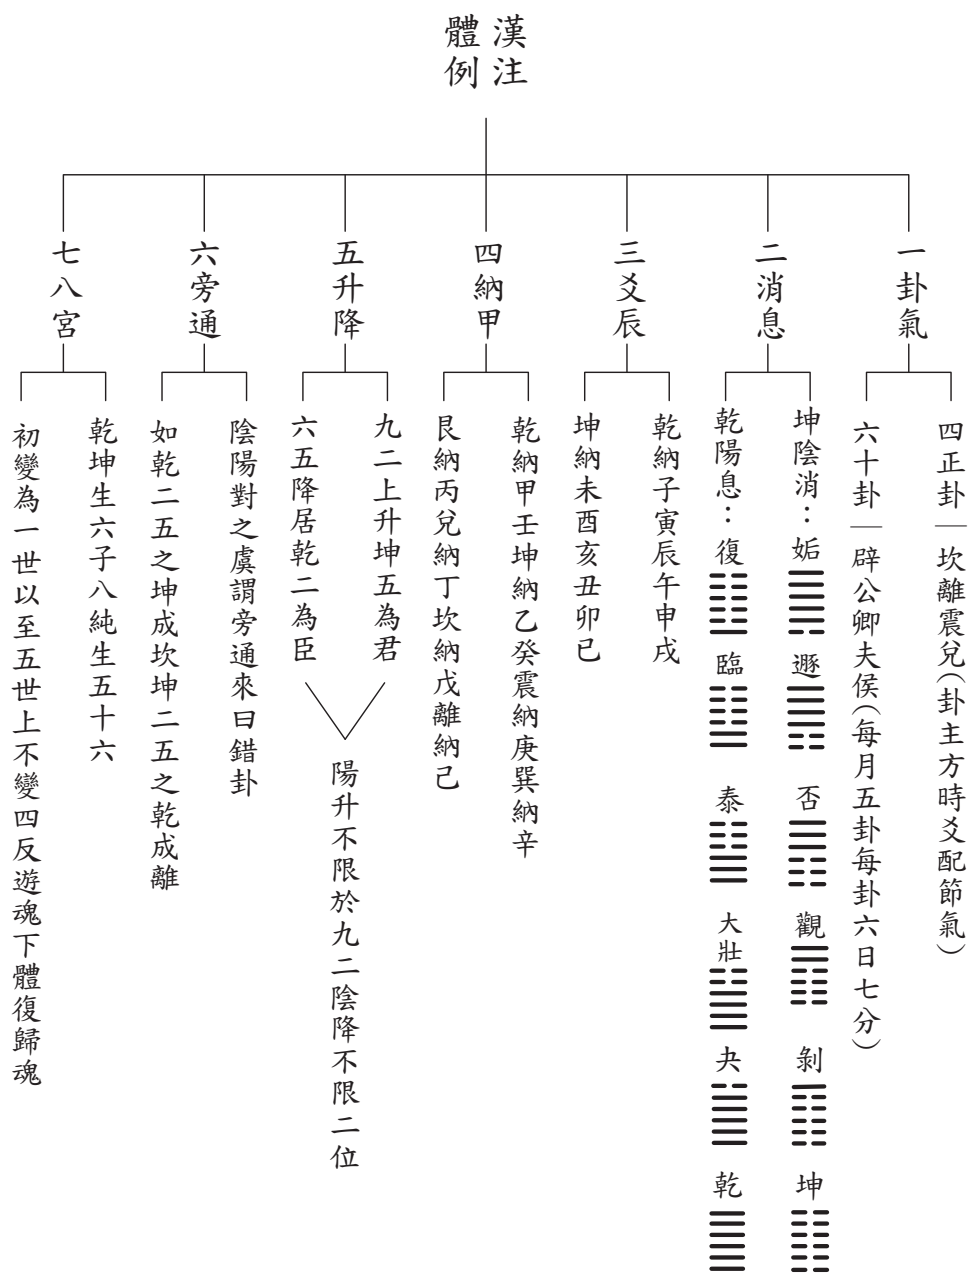 漢注
體例
一卦氣
四正卦—坎離震兌(卦主方時爻配節氣)
六十卦—辟公卿大夫侯(每月五卦每卦六日七分)
二消息
坤陰消：姤 遯 否 觀 剝 坤
乾陽息：復 臨 泰 大壯 夬 乾
三爻辰
乾納子寅辰午申戌
坤納未酉亥丑卯巳
四納甲
乾納甲壬坤納乙癸震納庚巽納辛
艮納丙兌納丁坎納戊離納己
五升降
九二上升坤五為君
六五降居乾二為臣
陽升不限於九二陰降不限二位
六旁通
陰陽對之虞謂旁通來曰錯卦
如乾二五之坤成坎坤二五之乾成離
七八宮
乾坤生六子八純生五十六
初變為一世以至五世上不變四反遊魂下體復歸魂